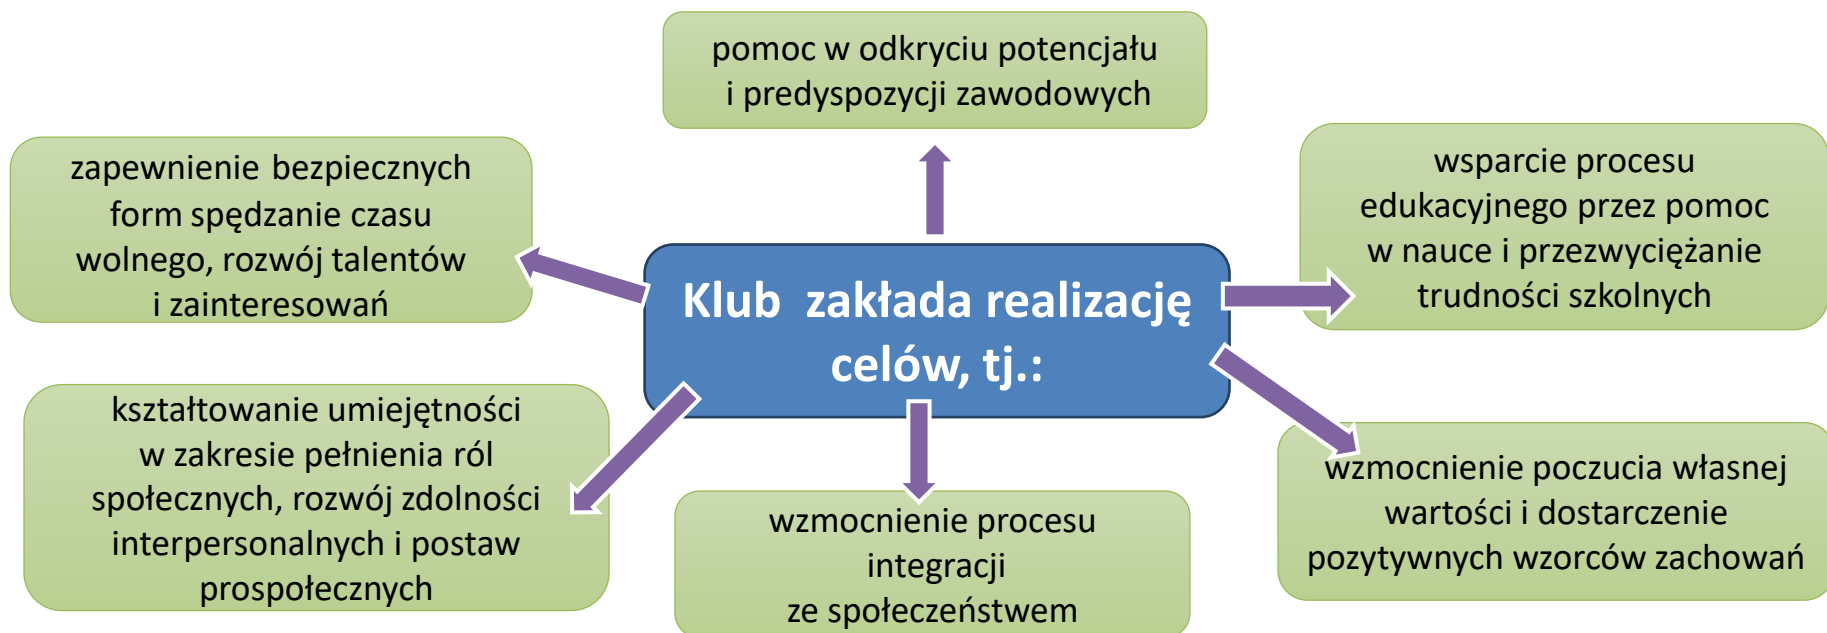 pomoc w odkryciu potencjału
i predyspozycji zawodowych
zapewnienie bezpiecznych
form spędzanie czasu
wolnego, rozwój talentów
i zainteresowań
wsparcie procesu
edukacyjnego przez pomoc
w nauce i przezwyciężanie
trudności szkolnych
Klub zakłada realizację
celów, tj.:
kształtowanie umiejętności
w zakresie pełnienia ról
społecznych, rozwój zdolności
interpersonalnych i postaw
prospołecznych
wzmocnienie procesu
integracji
ze społeczeństwem
wzmocnienie poczucia własnej
wartości i dostarczenie
pozytywnych wzorców zachowań